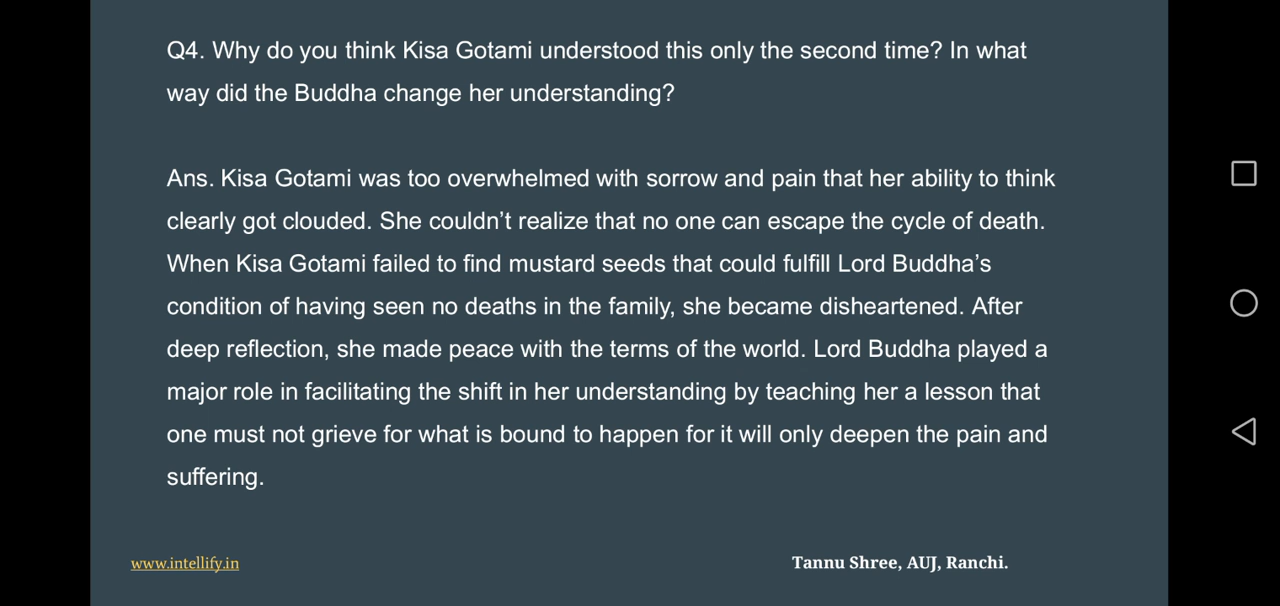 Q4. Why do you think Kisa Gotami understood this only the second time? In what
way did the Buddha change her understanding?
Ans. Kisa Gotami was too overwhelmed with sorrow and pain that her ability to think
clearly got clouded. She couldn’t realize that no one can escape the cycle of death.
When Kisa Gotami failed to find mustard seeds that could fulfill Lord Buddha’s
condition of having seen no deaths in the family, she became disheartened. After
deep reflection, she made peace with the terms of the world. Lord Buddha played a
major role in facilitating the shift in her understanding by teaching her a lesson that
one must not grieve for what is bound to happen for it will only deepen the pain and
suffering.
www.intellify.in
Tannu Shree, AUJ, Ranchi.